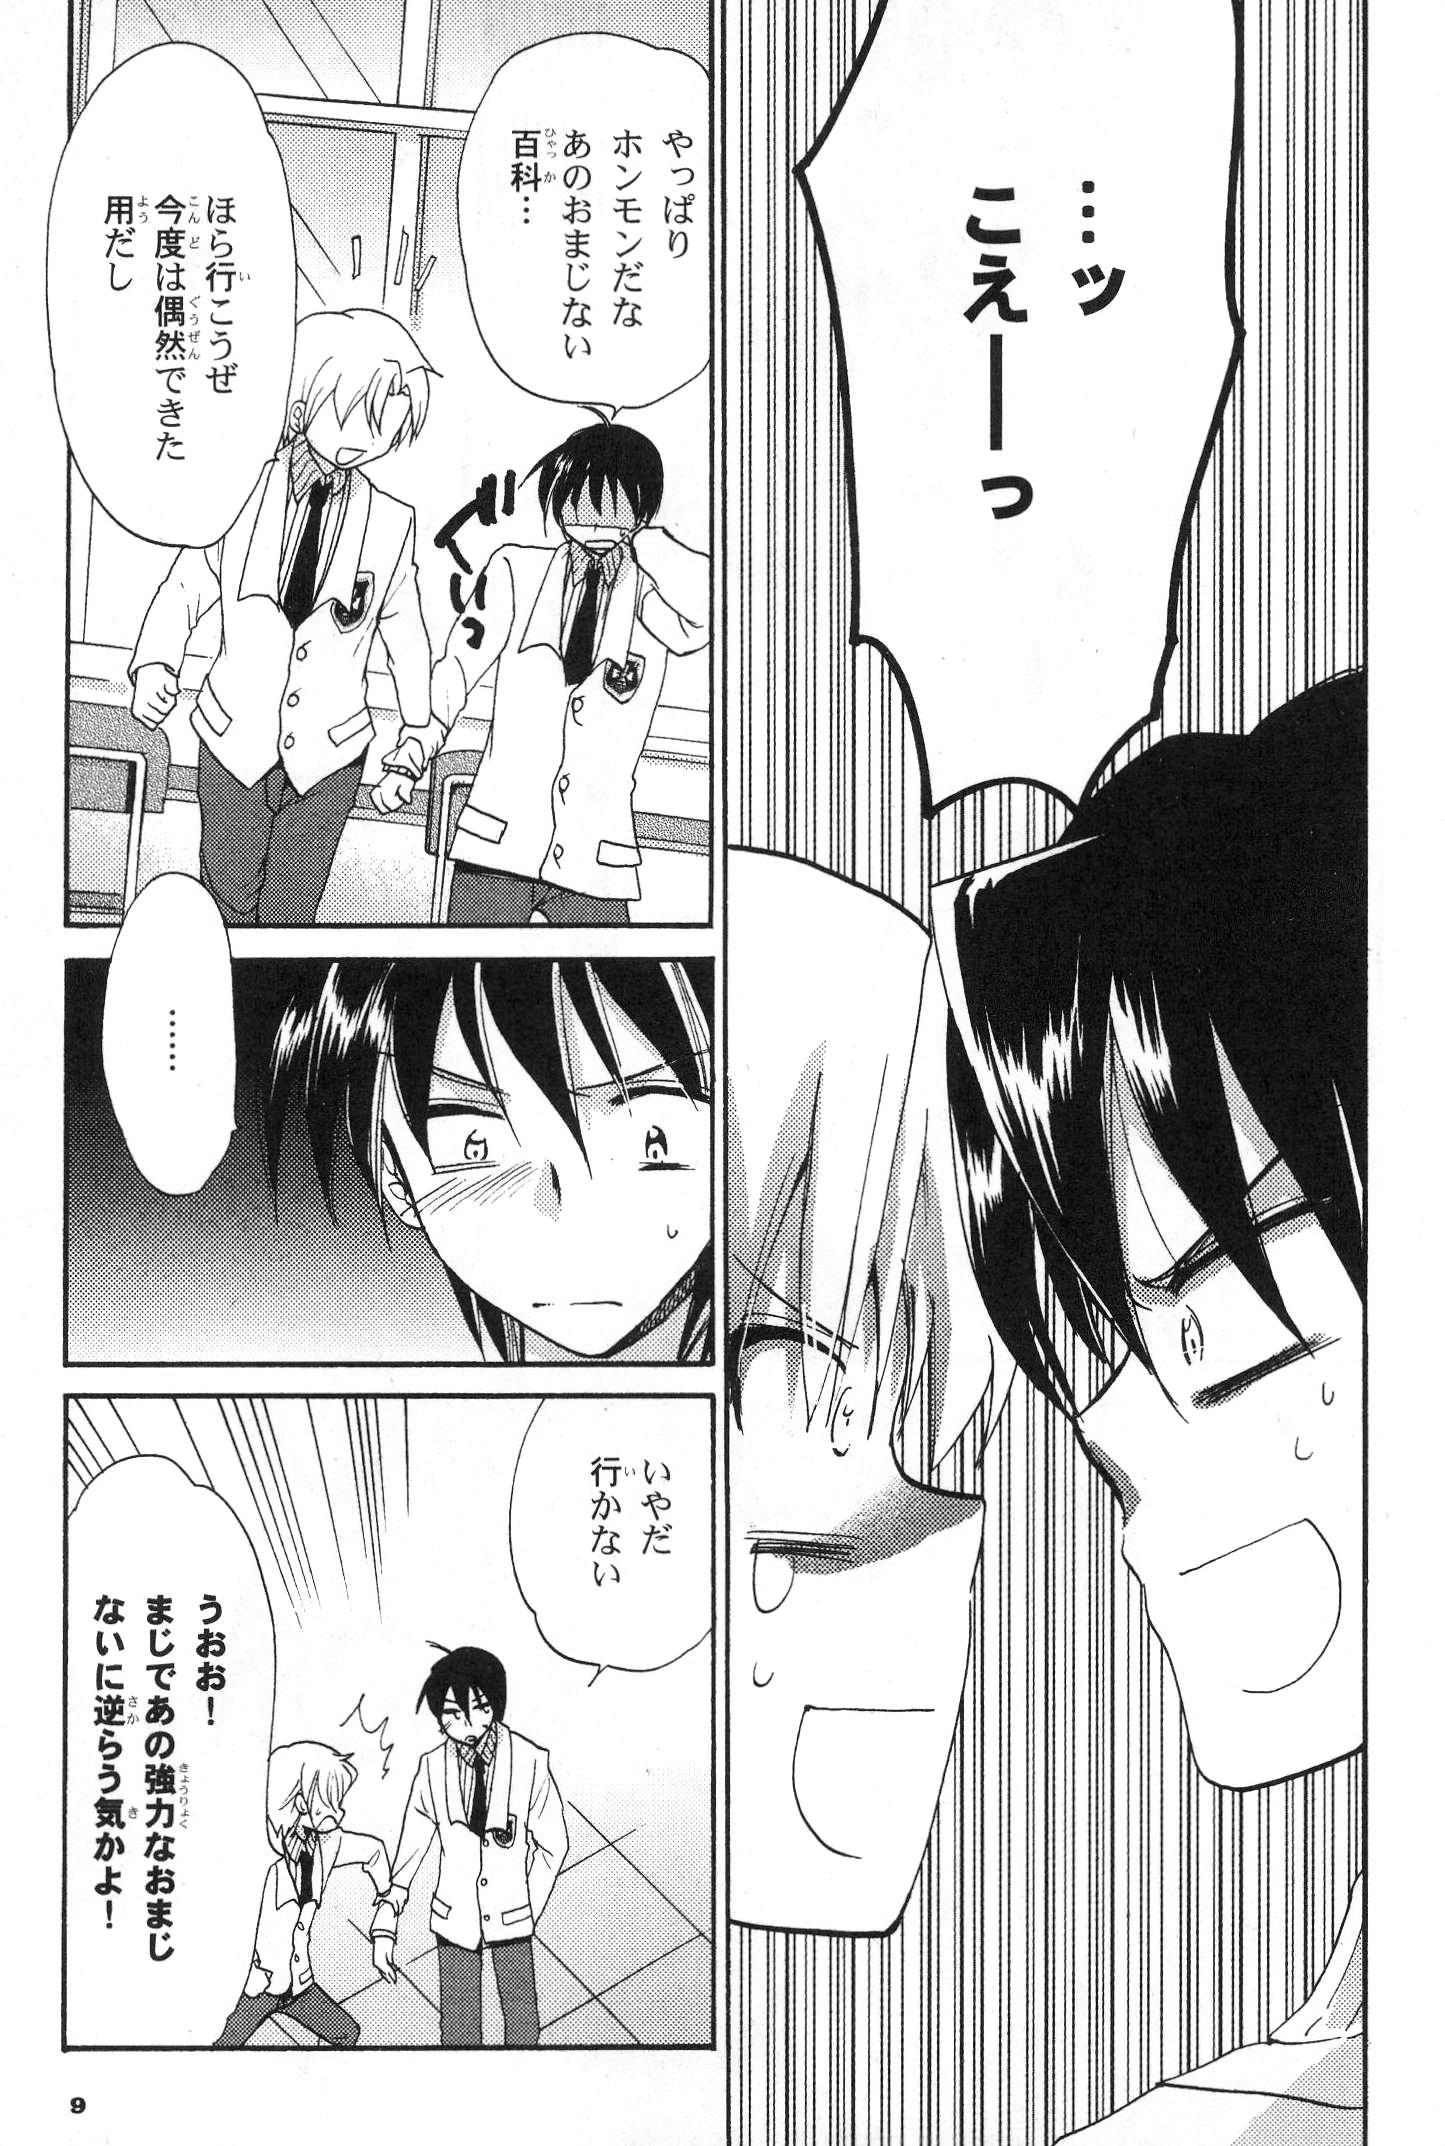 …ッ
こえーっ
やっぱり
ホンモンだな
あのおまじない
百科…
ほら行こうぜ
今度は偶然できた
用だし
ぐいっ
……
いやだ
行かない
うおお！
まじであの強力なおまじ
ないに逆らう気かよ！
9